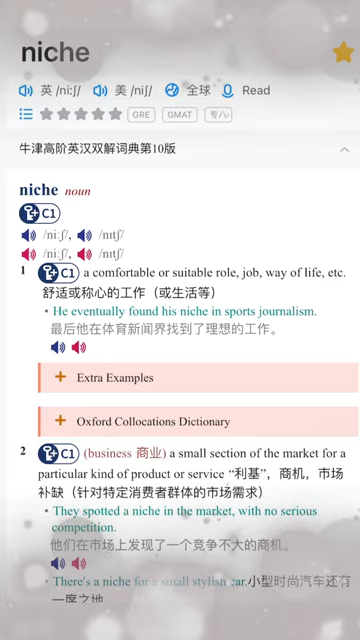 niche
英 /niːʃ/ 美 /niʃ/ 全球 Read
GRE GMAT 专/
牛津高阶英汉双解词典第10版
niche noun
C1
/niːʃ/, /nɪtʃ/
/niːʃ/, /nɪtʃ/
1 C1 a comfortable or suitable role, job, way of life, etc.
舒适或称心的工作（或生活等）
• He eventually found his niche in sports journalism.
最后他在体育新闻界找到了理想的工作。
+ Extra Examples
+ Oxford Collocations Dictionary
2 C1 (business 商业) a small section of the market for a
particular kind of product or service “利基”，商机，市场
补缺（针对特定消费者群体的市场需求）
• They spotted a niche in the market, with no serious
competition.
他们在市场上发现了一个竞争不大的商机。
• There's a niche for a small stylish car.小型时尚汽车还有
一席之地